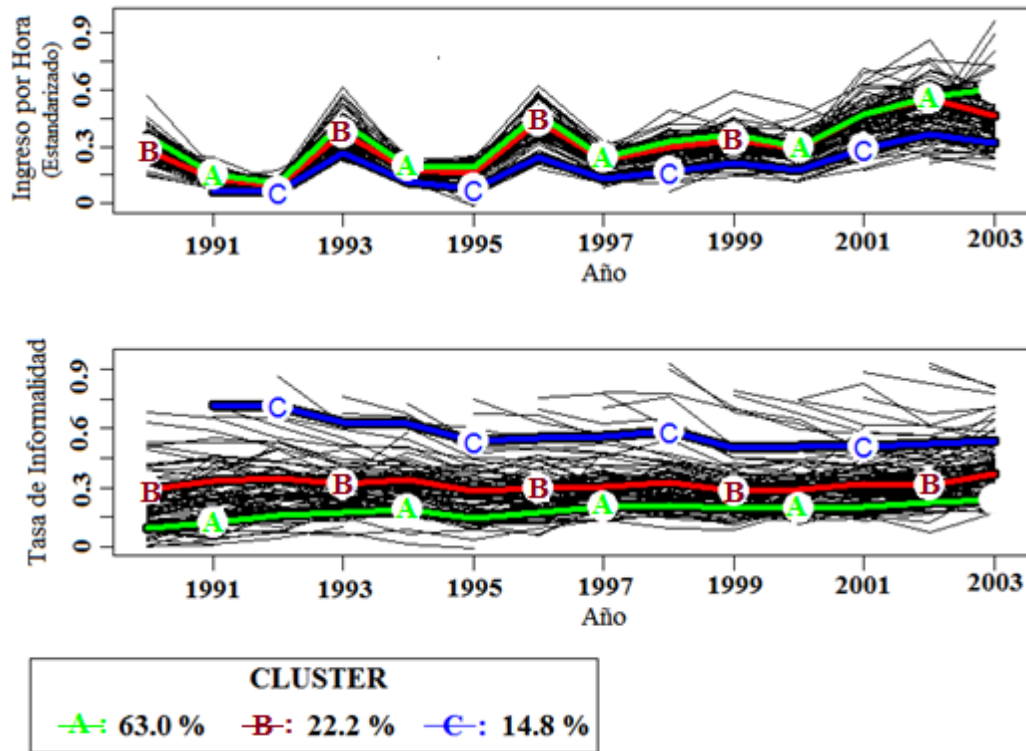 Ingreso por Hora
(Estandarizado)
0.9
0.6
0.3
0
B A C B A C B A C B A C A
1991 1993 1995 1997 1999 2001 2003
Año
Tasa de Informalidad
0.9
0.6
0.3
0
C C C C
B B B B B
A A A A
1991 1993 1995 1997 1999 2001 2003
Año
CLUSTER
A : 63.0 % B : 22.2 % C : 14.8 %